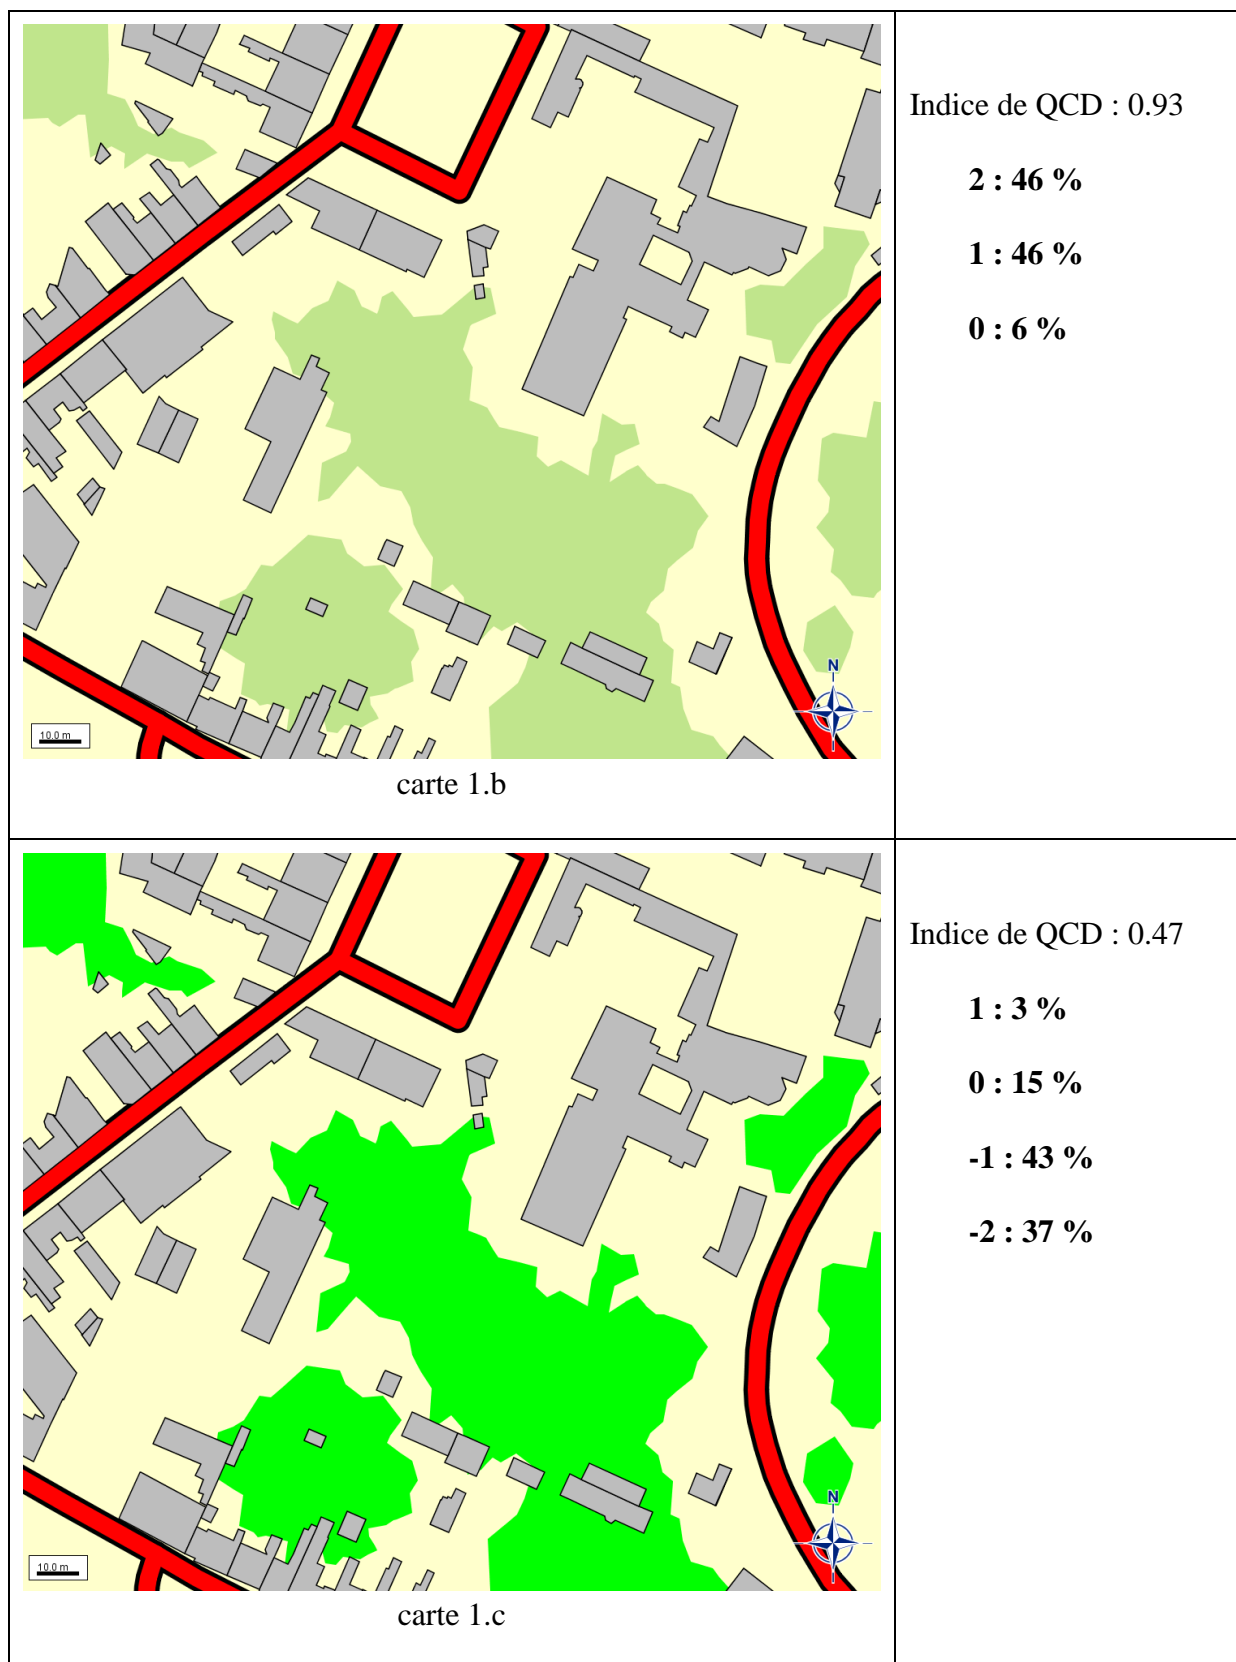 N
10.0 m
carte 1.b
Indice de QCD : 0.93
2 : 46 %
1 : 46 %
0 : 6 %
N
10.0 m
carte 1.c
Indice de QCD : 0.47
1 : 3 %
0 : 15 %
-1 : 43 %
-2 : 37 %